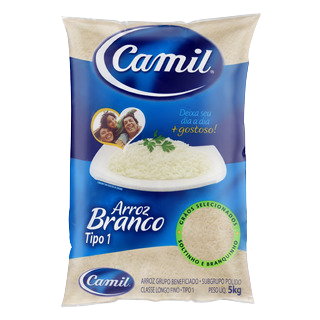 Camil
Deixa seu
dia a dia
+gostoso!
Arroz
Branco
Tipo 1
GRÃOS SELECIONADOS
SOLTINHO E BRANQUINHO
Camil
ARROZ GRUPO BENEFICIADO - SUBGRUPO POLIDO
CLASSE LONGO FINO - TIPO 1 PESO LÍQ. 5kg